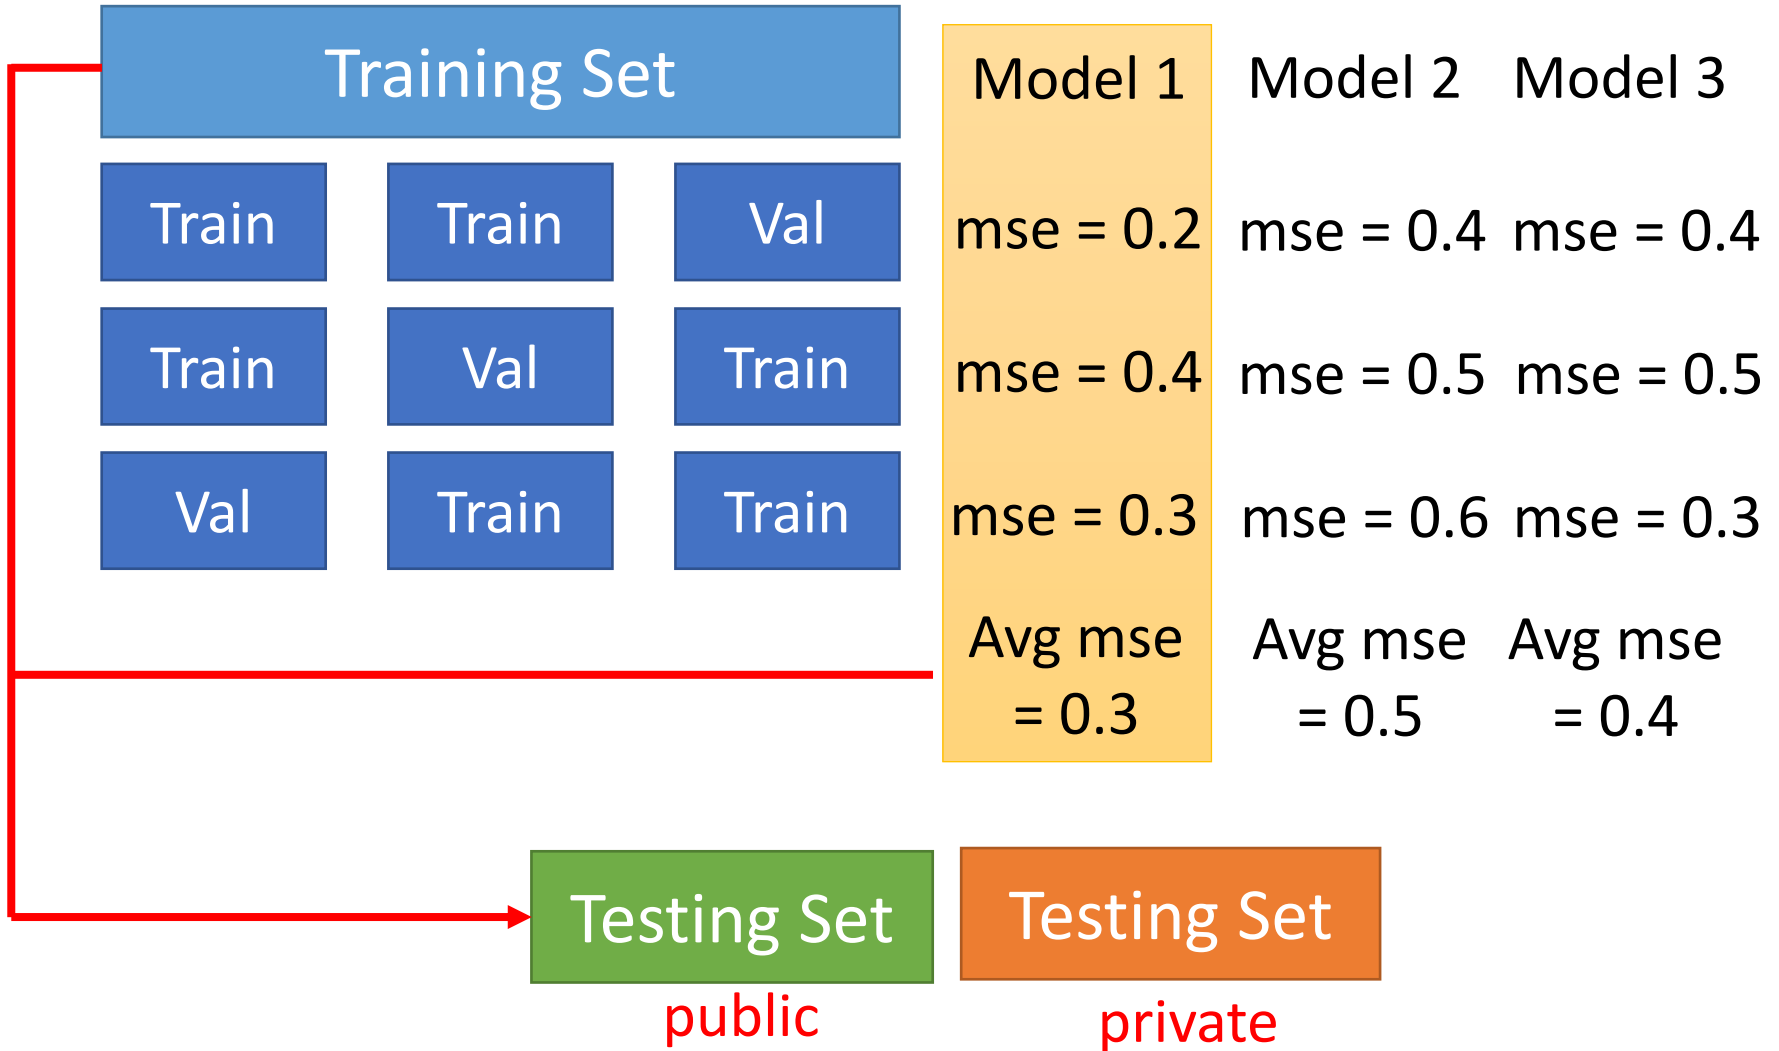 Training Set
Model 1
Model 2
Model 3
Train
Train
Val
mse = 0.2
mse = 0.4
mse = 0.4
Train
Val
Train
mse = 0.4
mse = 0.5
mse = 0.5
Val
Train
Train
mse = 0.3
mse = 0.6
mse = 0.3
Avg mse
= 0.3
Avg mse
= 0.5
Avg mse
= 0.4
Testing Set
Testing Set
public
private